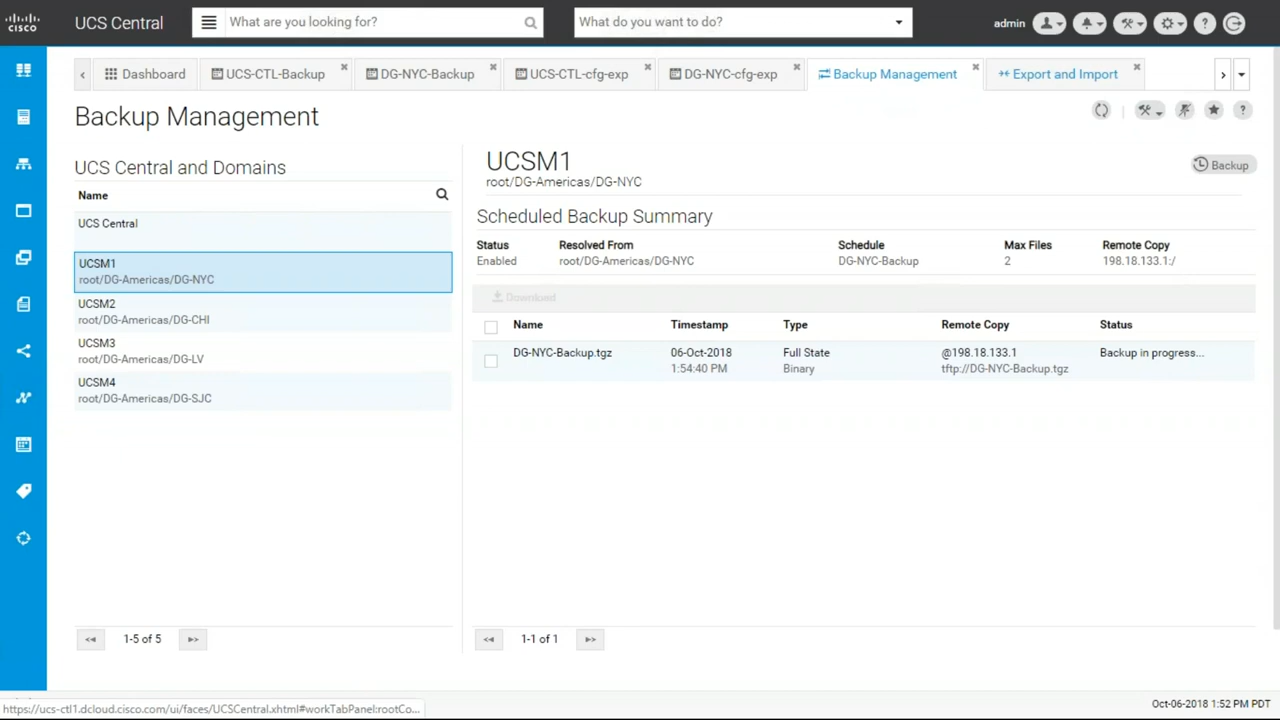 cisco
UCS Central
What are you looking for?
What do you want to do?
admin
Dashboard
UCS-CTL-Backup
DG-NYC-Backup
UCS-CTL-cfg-exp
DG-NYC-cfg-exp
Backup Management
Export and Import
Backup Management
UCS Central and Domains
Name
UCS Central
UCSM1
root/DG-Americas/DG-NYC
UCSM2
root/DG-Americas/DG-CHI
UCSM3
root/DG-Americas/DG-LV
UCSM4
root/DG-Americas/DG-SJC
1-5 of 5
UCSM1
root/DG-Americas/DG-NYC
Backup
Scheduled Backup Summary
Status Resolved From Schedule Max Files Remote Copy
Enabled root/DG-Americas/DG-NYC DG-NYC-Backup 2 198.18.133.1:/
Download
Name Timestamp Type Remote Copy Status
DG-NYC-Backup.tgz 06-Oct-2018 Full State @198.18.133.1 Backup in progress...
1:54:40 PM Binary tftp://DG-NYC-Backup.tgz
1-1 of 1
https://ucs-ctl1.dcloud.cisco.com/ui/faces/UCSCentral.xhtml#workTabPanel:rootCo...
Oct-06-2018 1:52 PM PDT